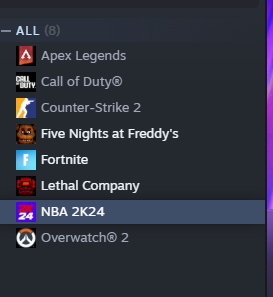 ALL (8)
Apex Legends
Call of Duty®
Counter-Strike 2
Five Nights at Freddy's
Fortnite
Lethal Company
NBA 2K24
Overwatch® 2